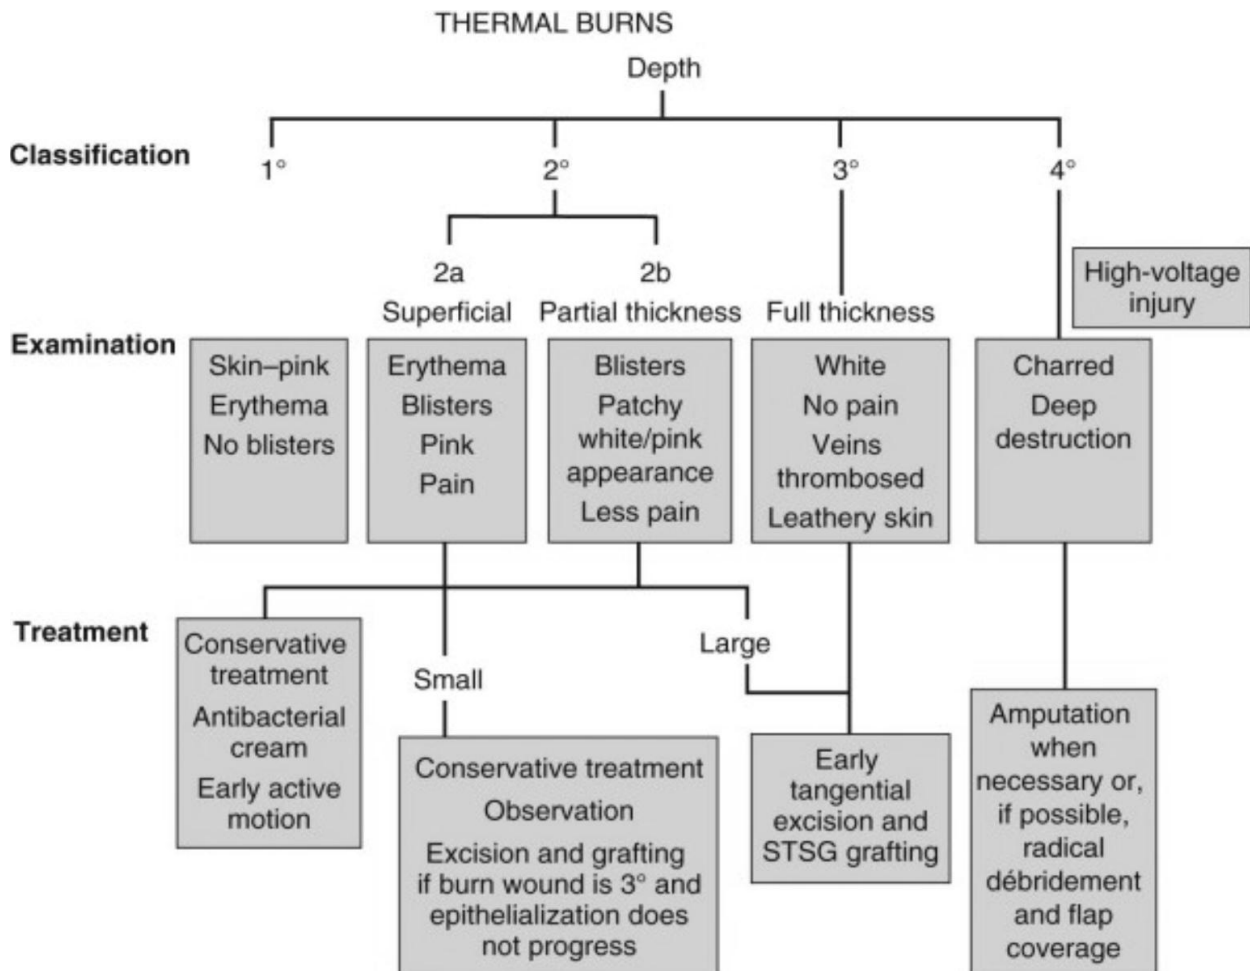 THERMAL BURNS
Depth
Classification
1°
2°
3°
4°
2a
2b
High-voltage
injury
Superficial
Partial thickness
Full thickness
Examination
Skin–pink
Erythema
No blisters
Erythema
Blisters
Pink
Pain
Blisters
Patchy
white/pink
appearance
Less pain
White
No pain
Veins
thrombosed
Leathery skin
Charred
Deep
destruction
Treatment
Conservative
treatment
Antibacterial
cream
Early active
motion
Small
Conservative treatment
Observation
Excision and grafting
if burn wound is 3° and
epithelialization does
not progress
Large
Early
tangential
excision and
STSG grafting
Amputation
when
necessary or,
if possible,
radical
débridement
and flap
coverage